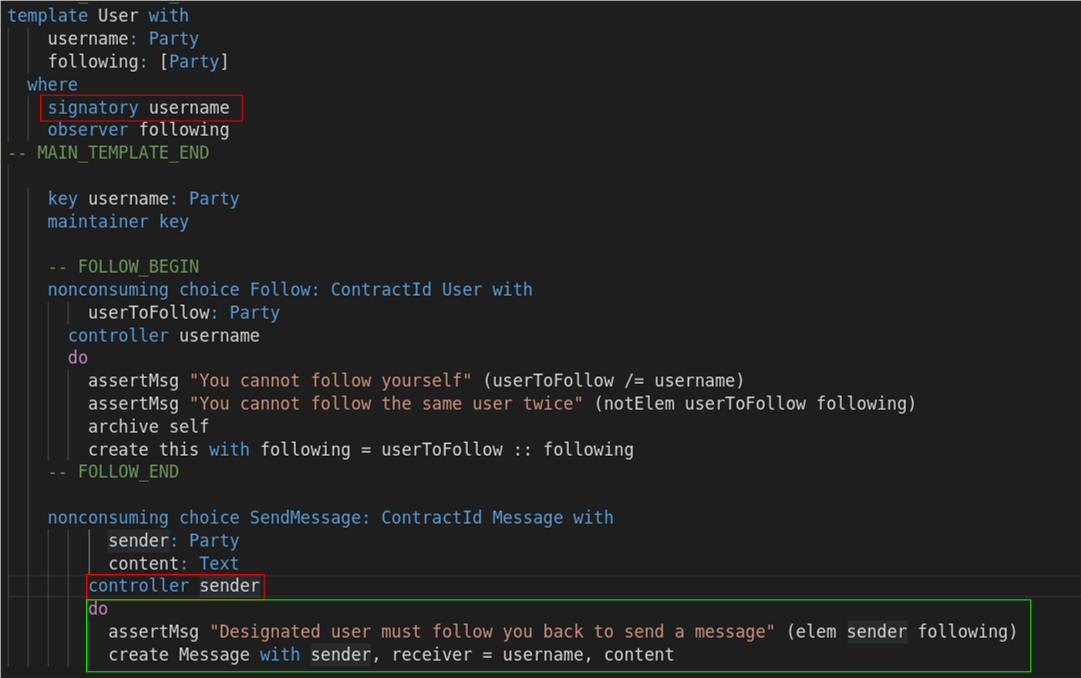 template User with
username: Party
following: [Party]
where
signatory username
observer following
-- MAIN_TEMPLATE_END
key username: Party
maintainer key
-- FOLLOW_BEGIN
nonconsuming choice Follow: ContractId User with
userToFollow: Party
controller username
do
assertMsg "You cannot follow yourself" (userToFollow /= username)
assertMsg "You cannot follow the same user twice" (notElem userToFollow following)
archive self
create this with following = userToFollow :: following
-- FOLLOW_END
nonconsuming choice SendMessage: ContractId Message with
sender: Party
content: Text
controller sender
do
assertMsg "Designated user must follow you back to send a message" (elem sender following)
create Message with sender, receiver = username, content